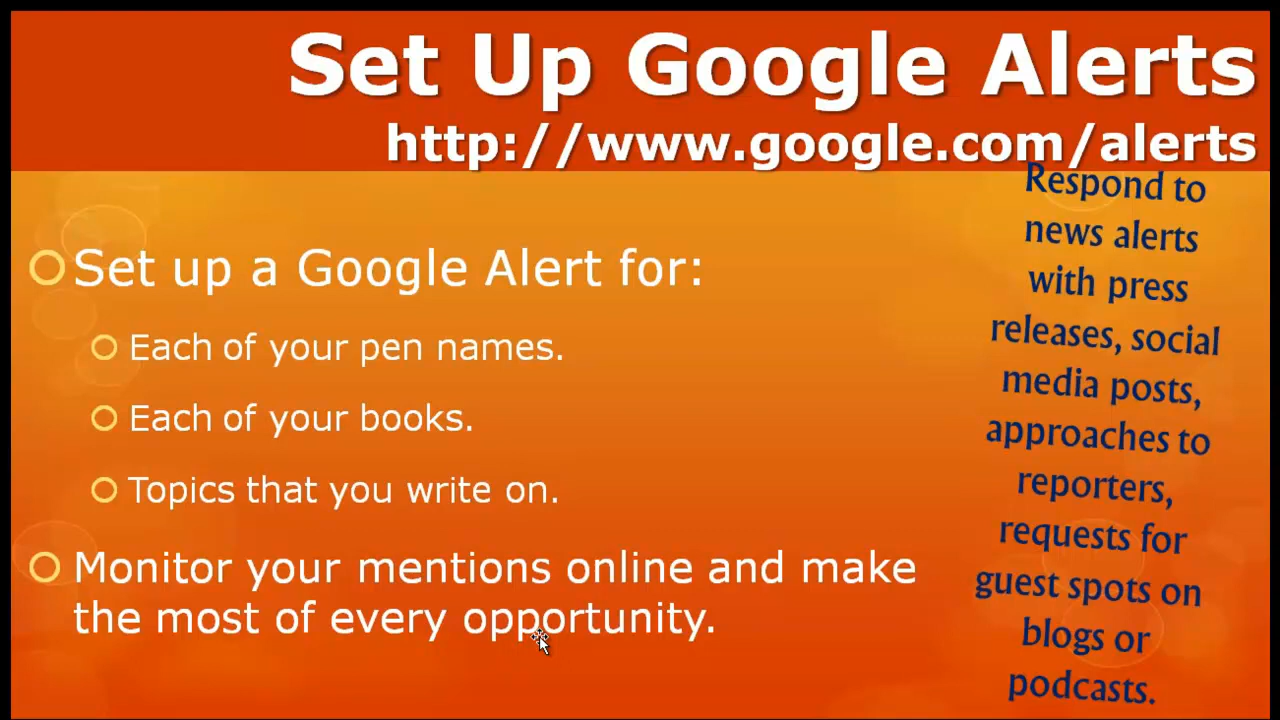 Set Up Google Alerts
http://www.google.com/alerts
Set up a Google Alert for:
Each of your pen names.
Each of your books.
Topics that you write on.
Monitor your mentions online and make
the most of every opportunity.
Respond to
news alerts
with press
releases, social
media posts,
approaches to
reporters,
requests for
guest spots on
blogs or
podcasts.